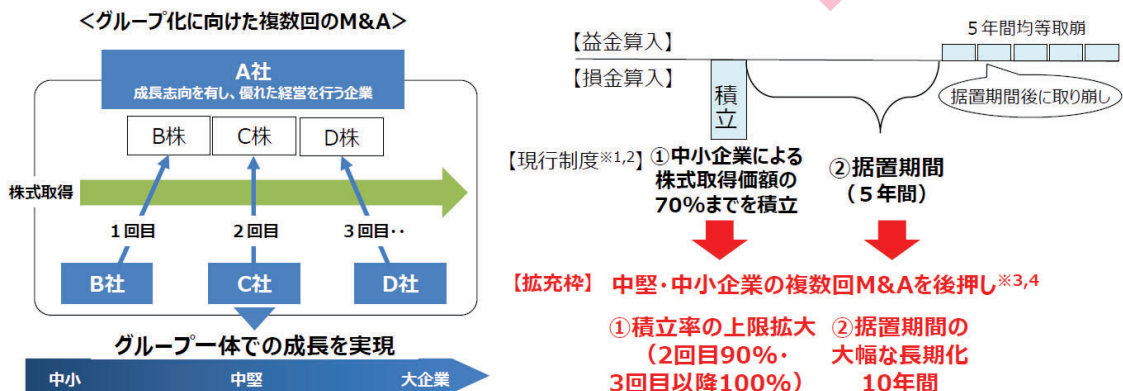 ＜グループ化に向けた複数回のM&A＞
A社
成長志向を有し、優れた経営を行う企業
B株
C株
D株
株式取得
1回目
2回目
3回目‥
B社
C社
D社
グループ一体での成長を実現
中小
中堅
大企業
5年間均等取崩
【益金算入】
【損金算入】
積立
据置期間後に取り崩し
【現行制度※1,2】
①中小企業による
株式取得価額の
70%までを積立
②据置期間
（5年間）
【拡充枠】 中堅・中小企業の複数回M&Aを後押し※3,4
①積立率の上限拡大
（2回目90%・
3回目以降100%）
②据置期間の
大幅な長期化
10年間